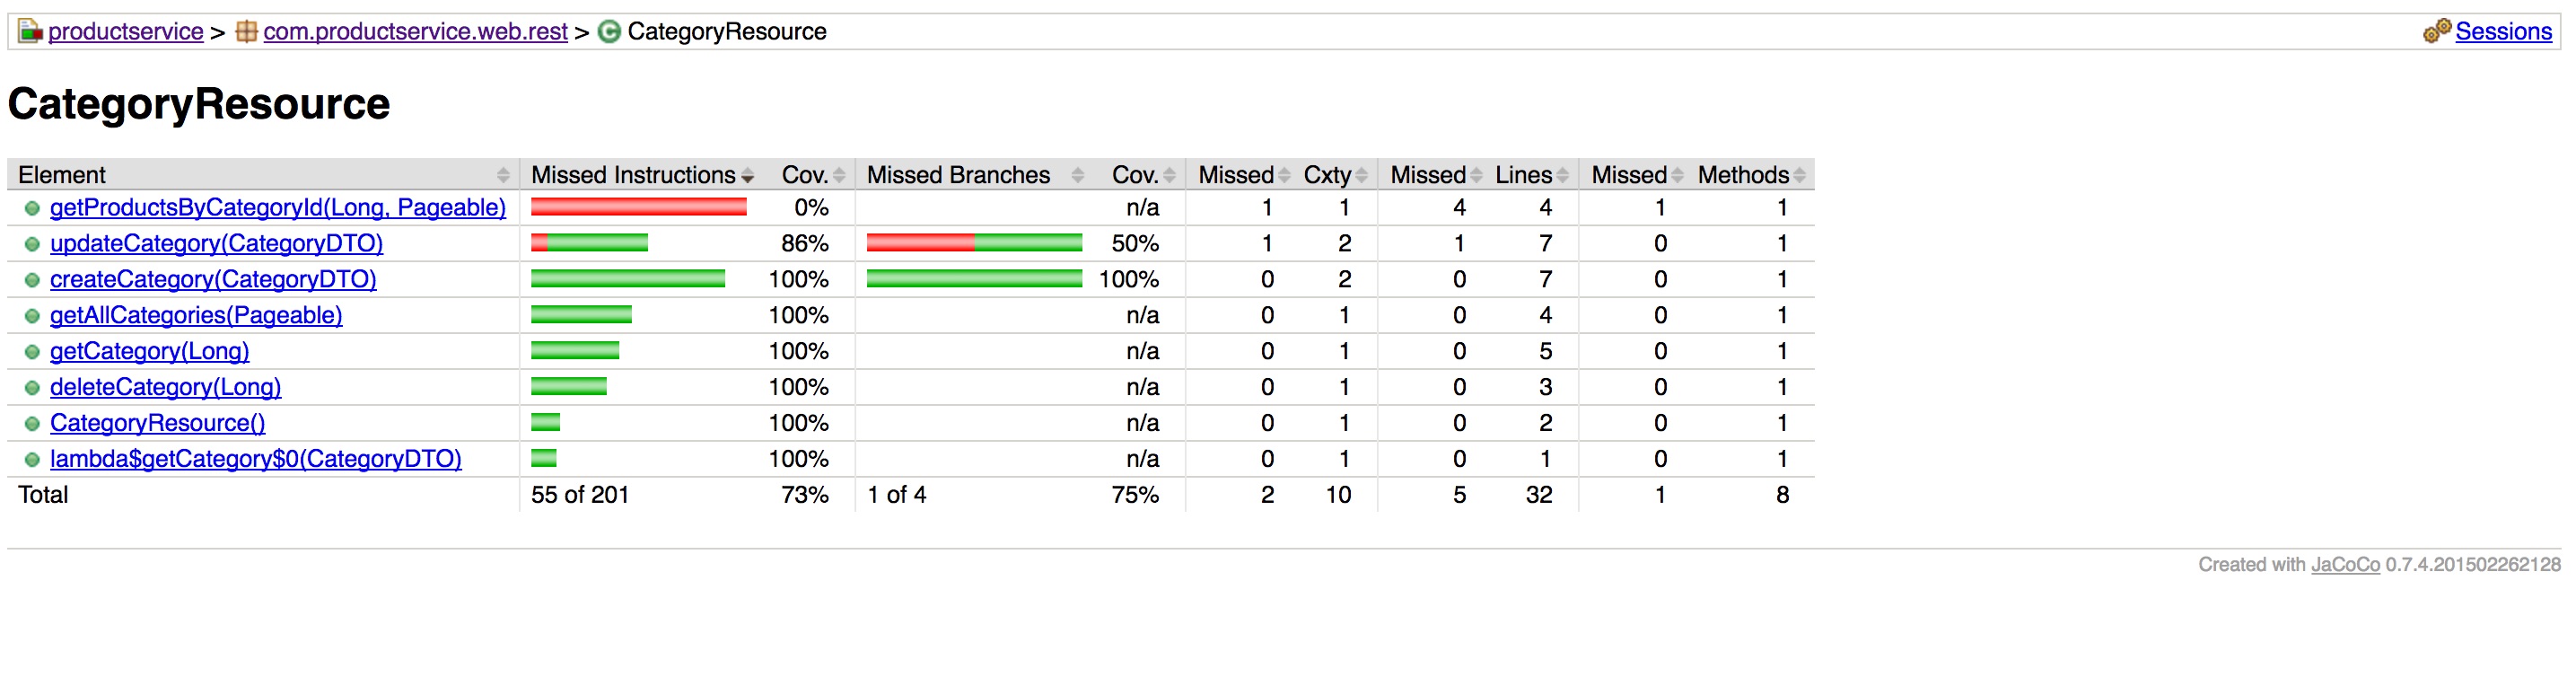 productservice > com.productservice.web.rest > CategoryResource Sessions
CategoryResource
Element Missed Instructions Cov. Missed Branches Cov. Missed Cxty Missed Lines Missed Methods
getProductsByCategoryId(Long, Pageable) 0% n/a 1 1 4 4 1 1
updateCategory(CategoryDTO) 86% 50% 1 2 1 7 0 1
createCategory(CategoryDTO) 100% 100% 0 2 0 7 0 1
getAllCategories(Pageable) 100% n/a 0 1 0 4 0 1
getCategory(Long) 100% n/a 0 1 0 5 0 1
deleteCategory(Long) 100% n/a 0 1 0 3 0 1
CategoryResource() 100% n/a 0 1 0 2 0 1
lambda$getCategory$0(CategoryDTO) 100% n/a 0 1 0 1 0 1
Total 55 of 201 73% 1 of 4 75% 2 10 5 32 1 8
Created with JaCoCo 0.7.4.201502262128